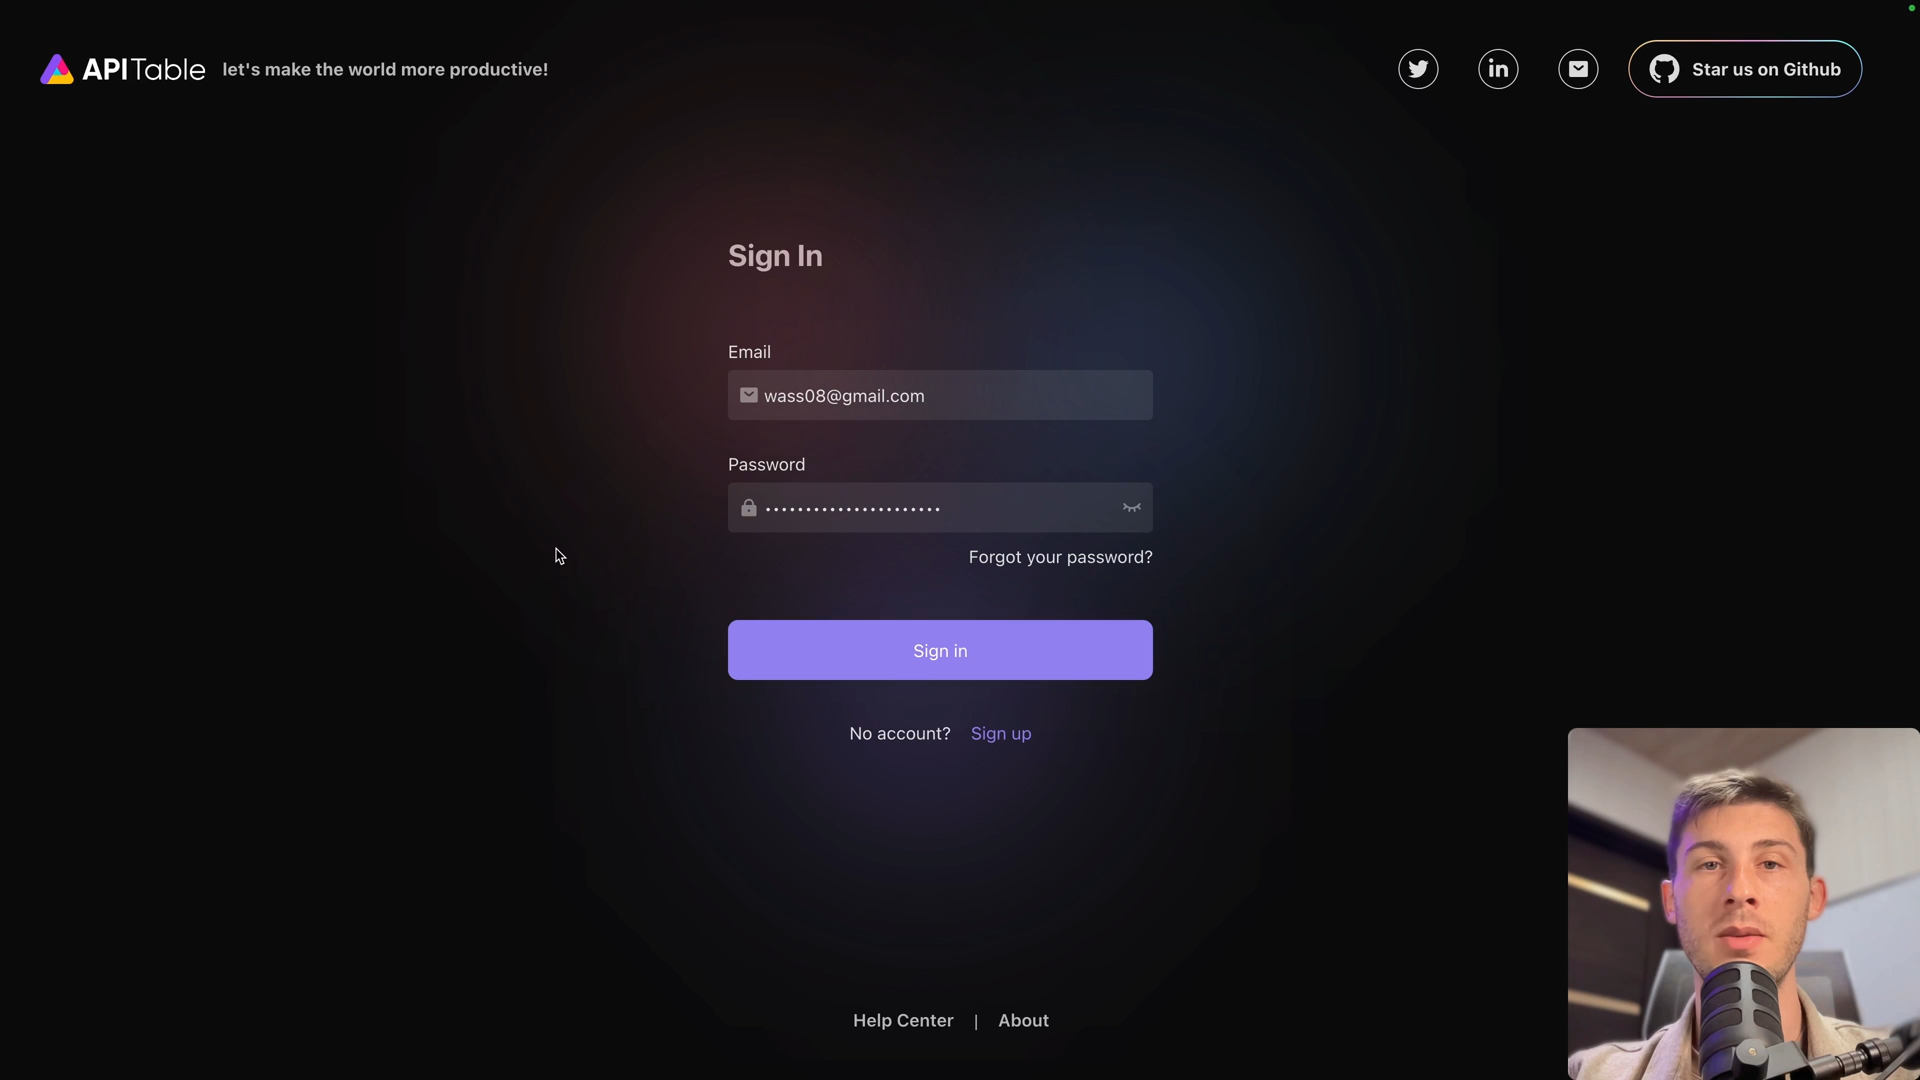 APITable let's make the world more productive!
in
Star us on Github
Sign In
Email
wass08@gmail.com
Password
••••••••••••••••••••••
Forgot your password?
Sign in
No account? Sign up
Help Center | About